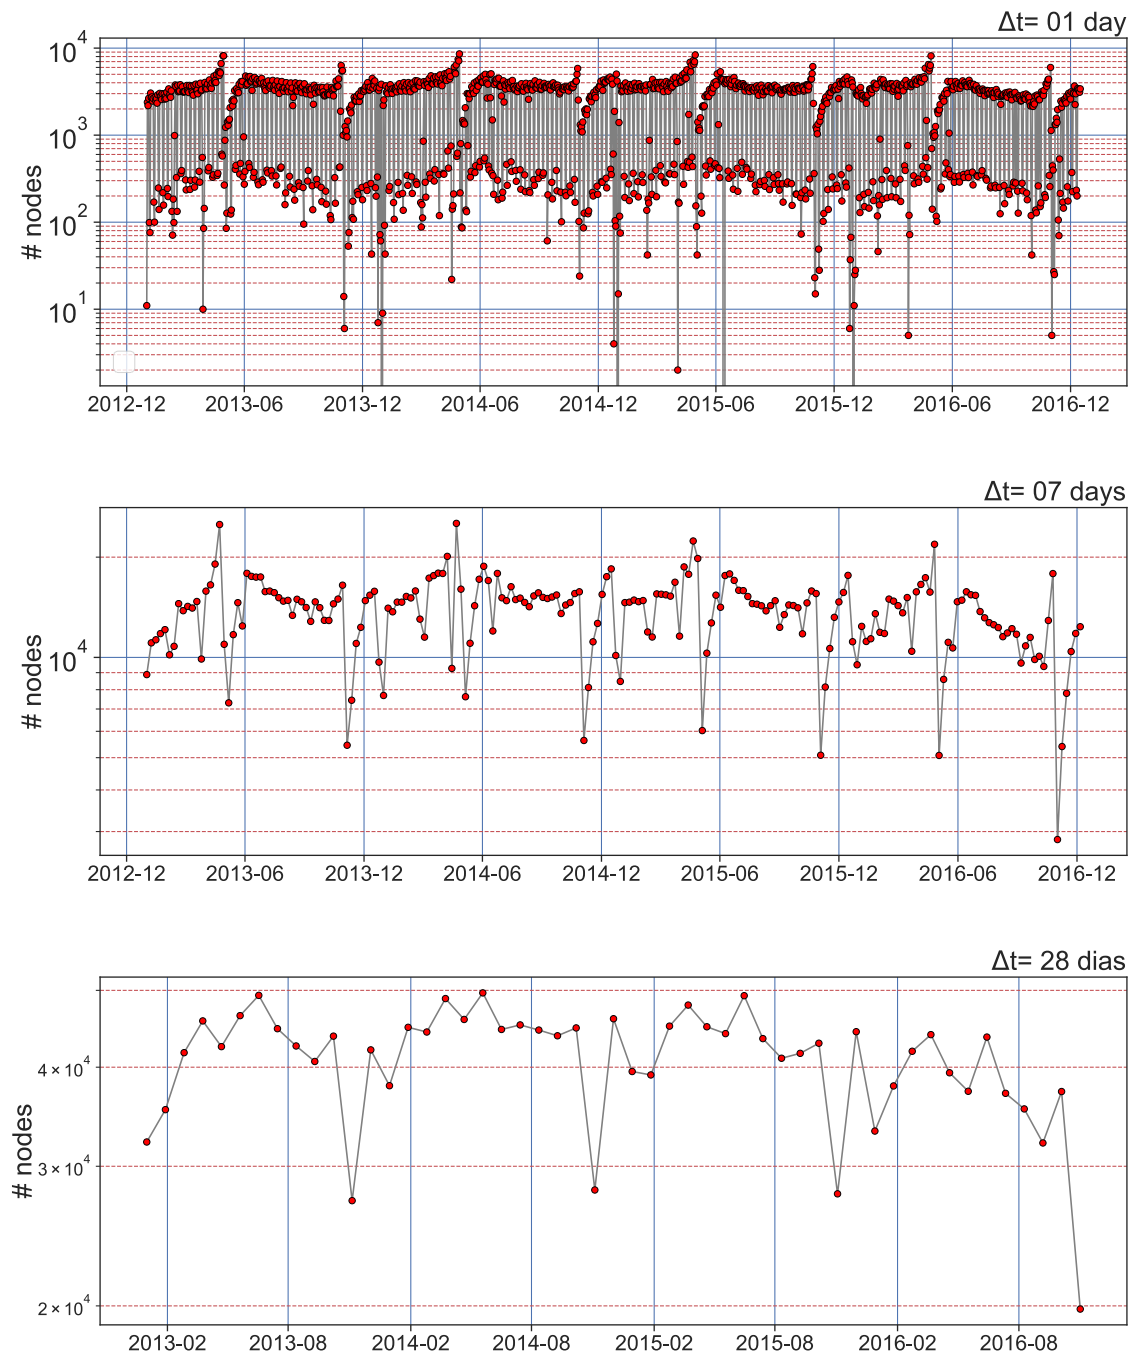 Δt= 01 day
10^4
10^3
10^2
10^1
# nodes
2012-12 2013-06 2013-12 2014-06 2014-12 2015-06 2015-12 2016-06 2016-12
Δt= 07 days
10^4
# nodes
2012-12 2013-06 2013-12 2014-06 2014-12 2015-06 2015-12 2016-06 2016-12
Δt= 28 dias
4 × 10^4
3 × 10^4
2 × 10^4
# nodes
2013-02 2013-08 2014-02 2014-08 2015-02 2015-08 2016-02 2016-08